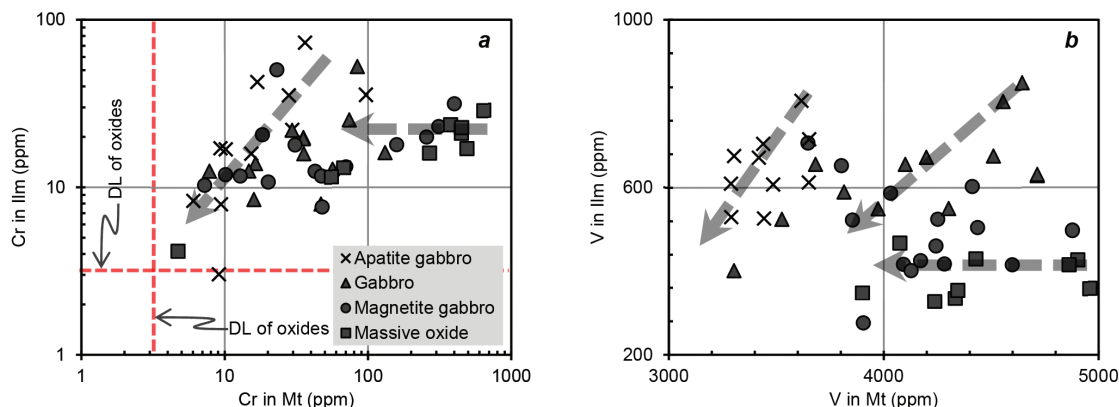 100
a
Cr in Ilm (ppm)
DL of oxides
10
× Apatite gabbro
Gabbro
Magnetite gabbro
Massive oxide
DL of oxides
1
1 10 100 1000
Cr in Mt (ppm)
1000
b
V in Ilm (ppm)
600
200
3000 4000 5000
V in Mt (ppm)